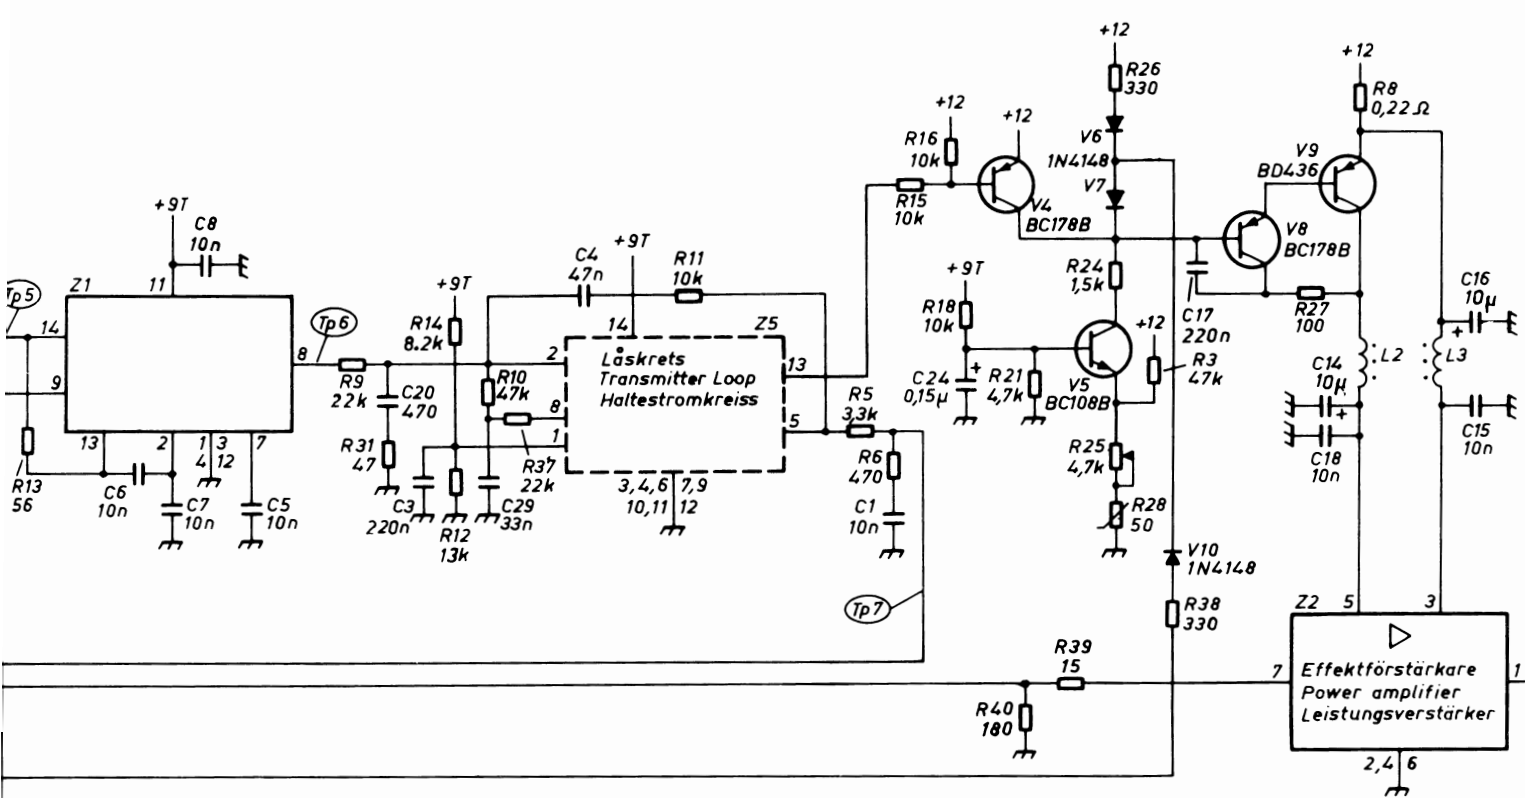 +12
R26
330
+12
R8
0,22 Ω
+12
+12
R16
10k
V6
1N4148
V7
V9
BD436
R15
10k
V4
BC178B
V8
BC178B
+9T
C8
10n
Z1
11
Tp5
14
9
8
Tp6
13
2
1
3
4
12
7
R13
56
C6
10n
C7
10n
C5
10n
R9
22k
C20
470
R31
47
+9T
R14
8.2k
C4
47n
+9T
R11
10k
14
Z5
2
8
1
13
5
Låskrets
Transmitter Loop
Haltestromkreiss
R10
47k
R37
22k
C3
220n
R12
13k
C29
33n
3,4,6
7,9
10,11
12
R5
3,3k
R6
470
C1
10n
Tp7
+9T
R18
10k
C24
0,15µ
+
R21
4,7k
R24
1,5k
V5
BC108B
+12
R3
47k
R25
4,7k
R28
50
C17
220n
R27
100
V10
1N4148
R38
330
R39
15
R40
180
L2
L3
C16
10µ
+
C14
10µ
+
C18
10n
C15
10n
Z2
5
3
7
1
Effektförstärkare
Power amplifier
Leistungsverstärker
2,4
6